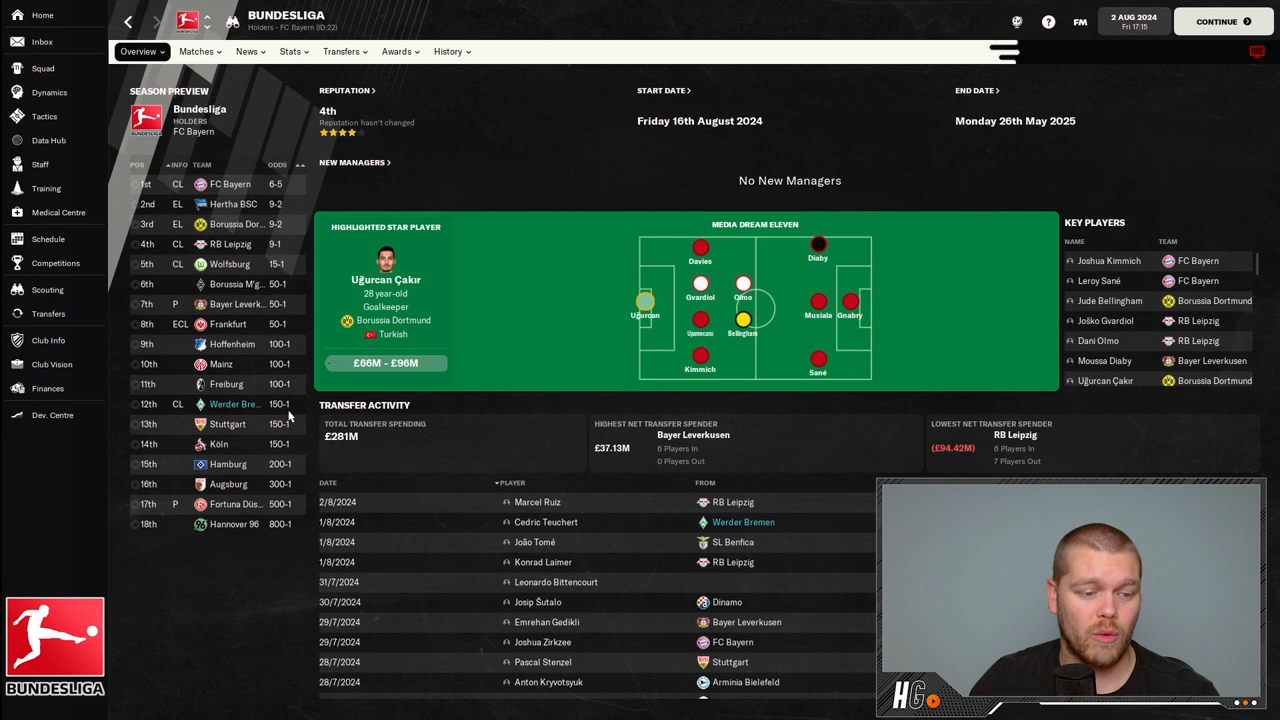 Home
Inbox
Squad
Dynamics
Tactics
Data Hub
Staff
Training
Medical Centre
Schedule
Competitions
Scouting
Transfers
Club Info
Club Vision
Finances
Dev. Centre
BUNDESLIGA
BUNDESLIGA
Holders - FC Bayern (ID:22)
?
FM
2 AUG 2024
Fri 17:15
CONTINUE
Overview
Matches
News
Stats
Transfers
Awards
History
SEASON PREVIEW
Bundesliga
HOLDERS
FC Bayern
POS INFO TEAM ODDS
1st CL FC Bayern 6-5
2nd EL Hertha BSC 9-2
3rd EL Borussia Dor... 9-2
4th CL RB Leipzig 9-1
5th CL Wolfsburg 15-1
6th Borussia M'g... 50-1
7th P Bayer Leverk... 50-1
8th ECL Frankfurt 50-1
9th Hoffenheim 100-1
10th Mainz 100-1
11th Freiburg 100-1
12th CL Werder Bre... 150-1
13th Stuttgart 150-1
14th Köln 150-1
15th Hamburg 200-1
16th Augsburg 300-1
17th P Fortuna Düs... 500-1
18th Hannover 96 800-1
REPUTATION
4th
Reputation hasn't changed
START DATE
Friday 16th August 2024
END DATE
Monday 26th May 2025
NEW MANAGERS
No New Managers
HIGHLIGHTED STAR PLAYER
Uğurcan Çakır
28 year-old
Goalkeeper
Borussia Dortmund
Turkish
£66M - £96M
MEDIA DREAM ELEVEN
Davies
Diaby
Gvardiol
Olmo
Uğurcan
Musiala
Gnabry
Upamecano
Bellingham
Kimmich
Sané
KEY PLAYERS
NAME TEAM
Joshua Kimmich FC Bayern
Leroy Sané FC Bayern
Jude Bellingham Borussia Dortmund
Joško Gvardiol RB Leipzig
Dani Olmo RB Leipzig
Moussa Diaby Bayer Leverkusen
Uğurcan Çakır Borussia Dortmund
TRANSFER ACTIVITY
TOTAL TRANSFER SPENDING
£281M
HIGHEST NET TRANSFER SPENDER
£37.13M
Bayer Leverkusen
6 Players In
0 Players Out
LOWEST NET TRANSFER SPENDER
(£94.42M)
RB Leipzig
6 Players In
7 Players Out
DATE PLAYER FROM
2/8/2024 Marcel Ruiz RB Leipzig
1/8/2024 Cedric Teuchert Werder Bremen
1/8/2024 João Tomé SL Benfica
1/8/2024 Konrad Laimer RB Leipzig
31/7/2024 Leonardo Bittencourt
30/7/2024 Josip Šutalo Dinamo
29/7/2024 Emrehan Gedikli Bayer Leverkusen
29/7/2024 Joshua Zirkzee FC Bayern
28/7/2024 Pascal Stenzel Stuttgart
28/7/2024 Anton Kryvotsyuk Arminia Bielefeld
HG